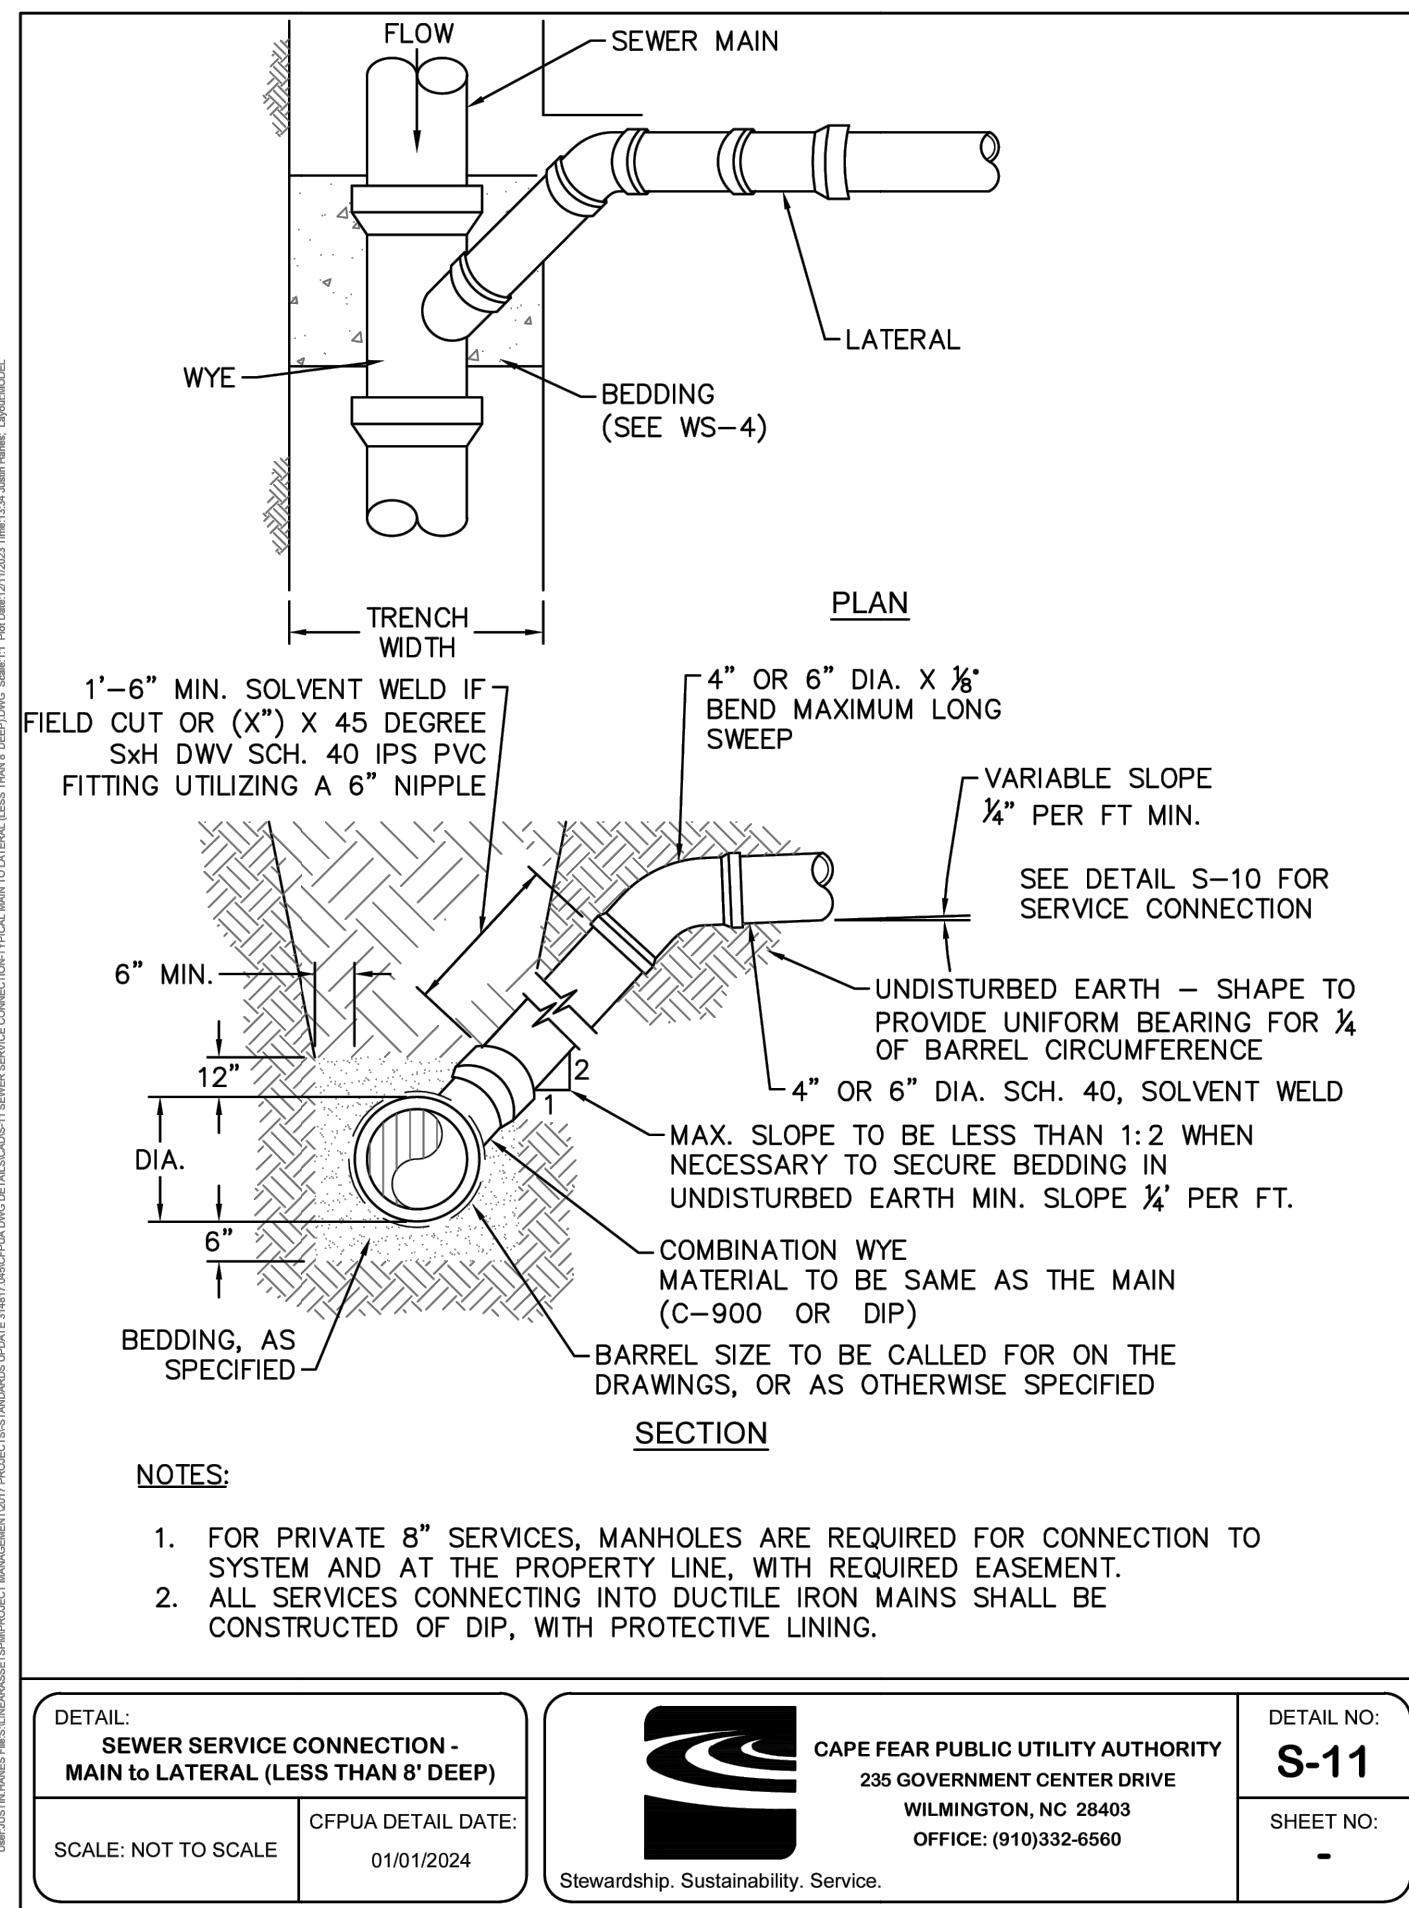 FLOW
SEWER MAIN
LATERAL
WYE
BEDDING
(SEE WS-4)
TRENCH
WIDTH
PLAN
1'-6" MIN. SOLVENT WELD IF
FIELD CUT OR (X") X 45 DEGREE
SxH DWV SCH. 40 IPS PVC
FITTING UTILIZING A 6" NIPPLE
4" OR 6" DIA. X ⅛°
BEND MAXIMUM LONG
SWEEP
VARIABLE SLOPE
¼" PER FT MIN.
SEE DETAIL S-10 FOR
SERVICE CONNECTION
6" MIN.
UNDISTURBED EARTH - SHAPE TO
PROVIDE UNIFORM BEARING FOR ¼
OF BARREL CIRCUMFERENCE
12"
2
1
4" OR 6" DIA. SCH. 40, SOLVENT WELD
DIA.
MAX. SLOPE TO BE LESS THAN 1:2 WHEN
NECESSARY TO SECURE BEDDING IN
UNDISTURBED EARTH MIN. SLOPE ¼' PER FT.
6"
COMBINATION WYE
MATERIAL TO BE SAME AS THE MAIN
(C-900 OR DIP)
BEDDING, AS
SPECIFIED
BARREL SIZE TO BE CALLED FOR ON THE
DRAWINGS, OR AS OTHERWISE SPECIFIED
SECTION
NOTES:
1. FOR PRIVATE 8" SERVICES, MANHOLES ARE REQUIRED FOR CONNECTION TO
SYSTEM AND AT THE PROPERTY LINE, WITH REQUIRED EASEMENT.
2. ALL SERVICES CONNECTING INTO DUCTILE IRON MAINS SHALL BE
CONSTRUCTED OF DIP, WITH PROTECTIVE LINING.
DETAIL:
SEWER SERVICE CONNECTION -
MAIN to LATERAL (LESS THAN 8' DEEP)
SCALE: NOT TO SCALE
CFPUA DETAIL DATE:
01/01/2024
Stewardship. Sustainability. Service.
CAPE FEAR PUBLIC UTILITY AUTHORITY
235 GOVERNMENT CENTER DRIVE
WILMINGTON, NC 28403
OFFICE: (910)332-6560
DETAIL NO:
S-11
SHEET NO:
-